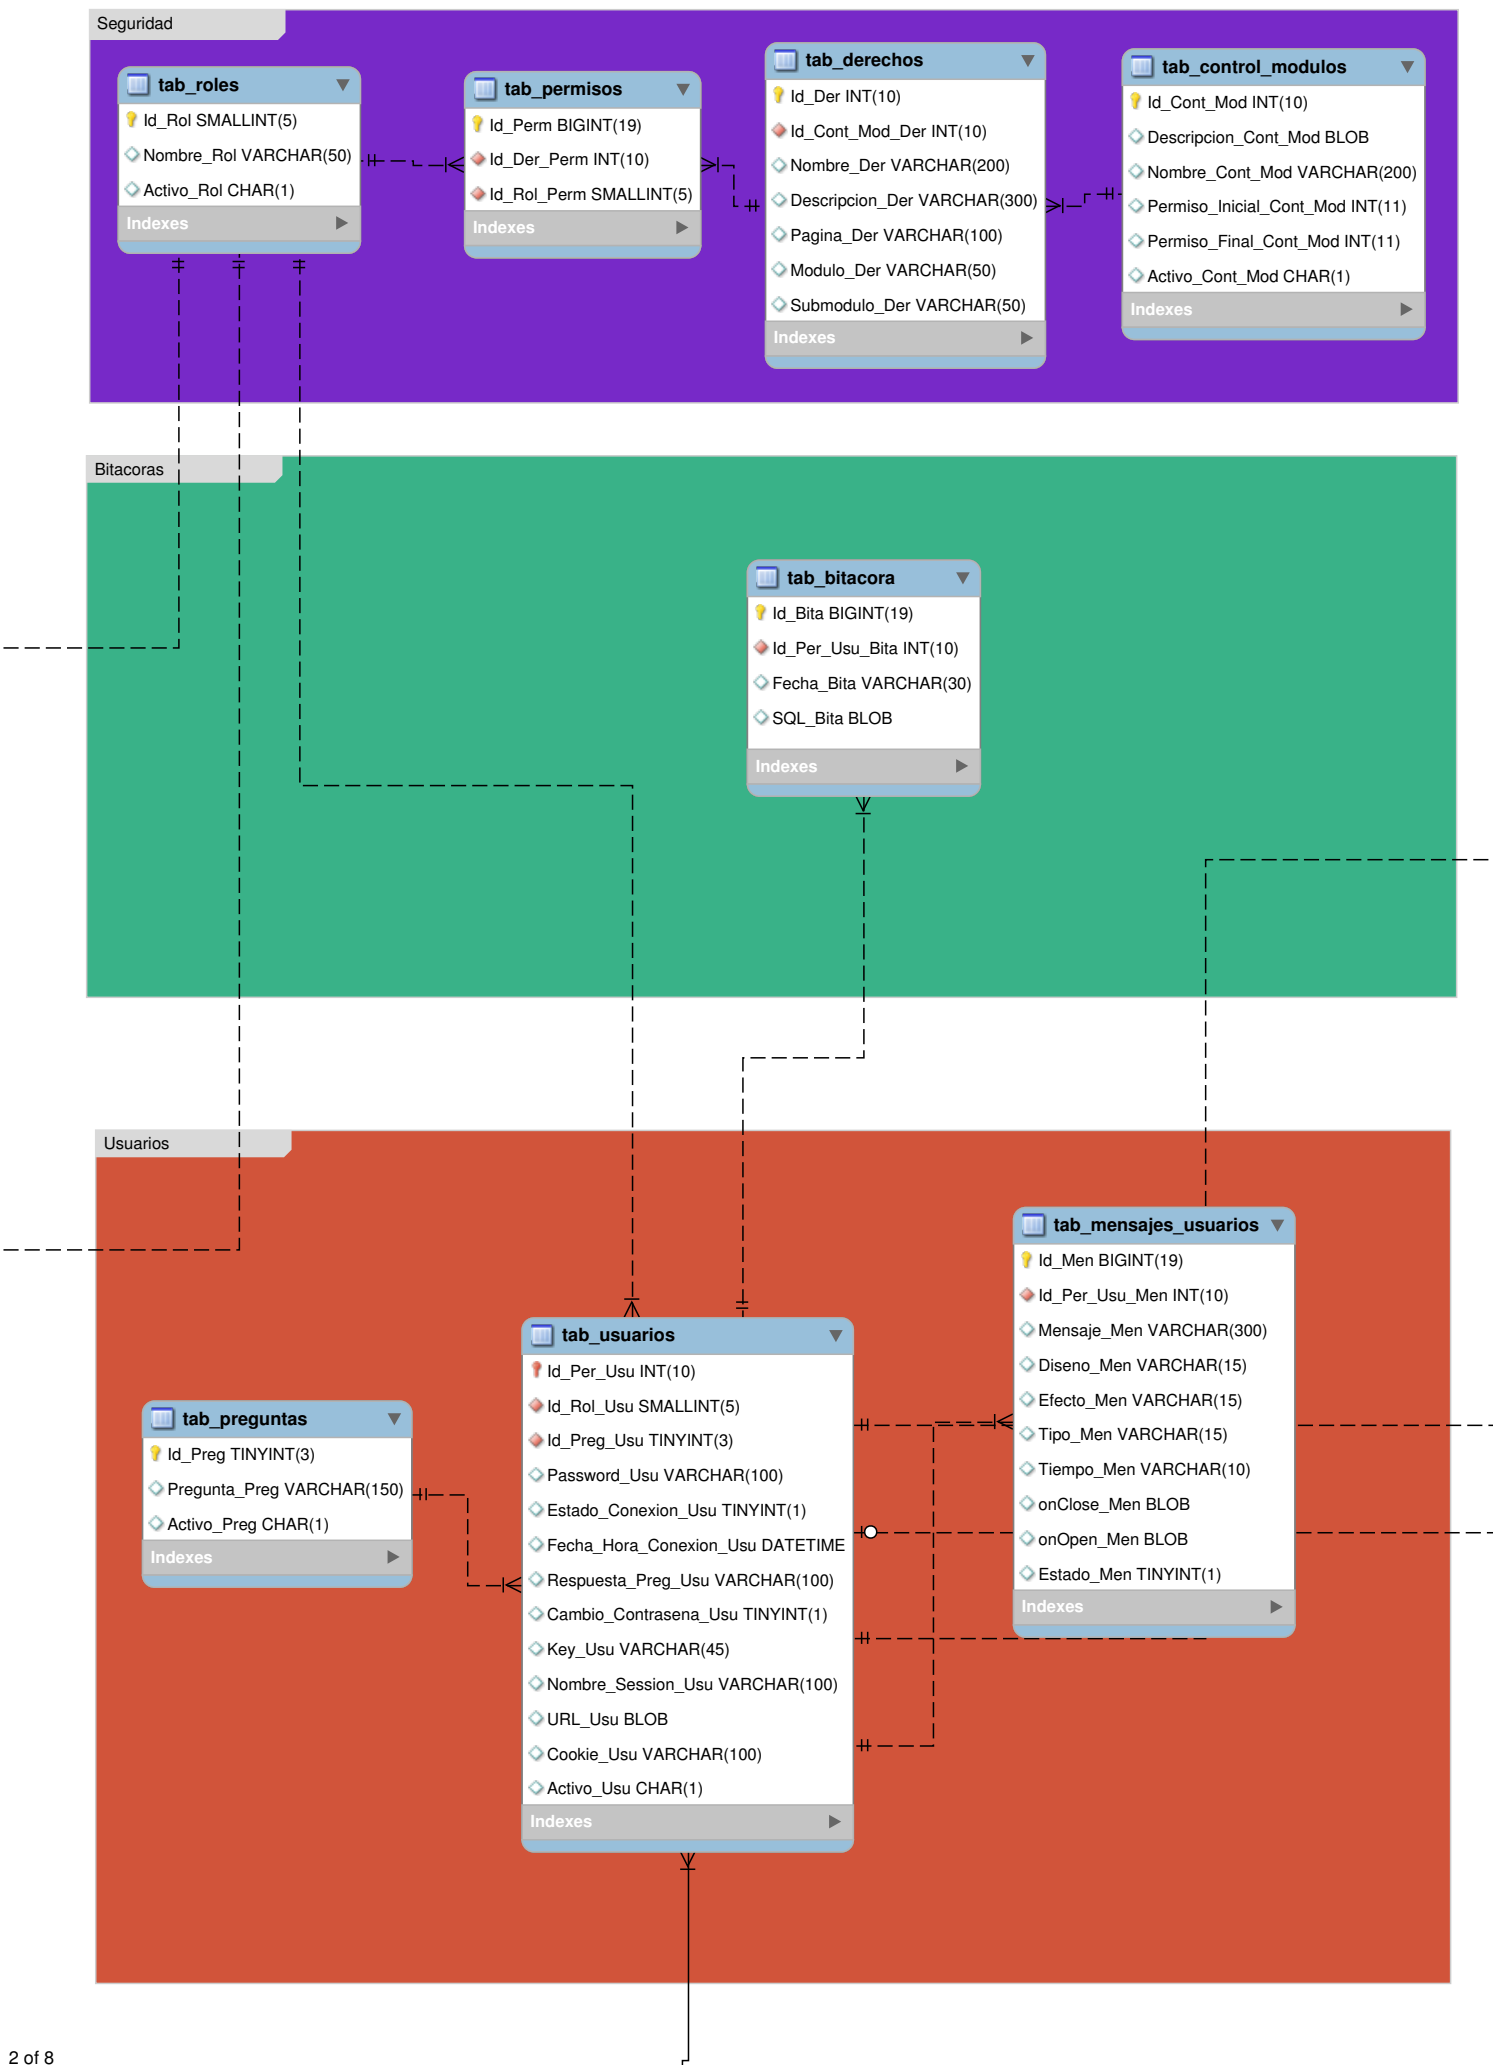 Seguridad
tab_roles
Id_Rol SMALLINT(5)
Nombre_Rol VARCHAR(50)
Activo_Rol CHAR(1)
Indexes
tab_permisos
Id_Perm BIGINT(19)
Id_Der_Perm INT(10)
Id_Rol_Perm SMALLINT(5)
Indexes
tab_derechos
Id_Der INT(10)
Id_Cont_Mod_Der INT(10)
Nombre_Der VARCHAR(200)
Descripcion_Der VARCHAR(300)
Pagina_Der VARCHAR(100)
Modulo_Der VARCHAR(50)
Submodulo_Der VARCHAR(50)
Indexes
tab_control_modulos
Id_Cont_Mod INT(10)
Descripcion_Cont_Mod BLOB
Nombre_Cont_Mod VARCHAR(200)
Permiso_Inicial_Cont_Mod INT(11)
Permiso_Final_Cont_Mod INT(11)
Activo_Cont_Mod CHAR(1)
Indexes
Bitacoras
tab_bitacora
Id_Bita BIGINT(19)
Id_Per_Usu_Bita INT(10)
Fecha_Bita VARCHAR(30)
SQL_Bita BLOB
Indexes
Usuarios
tab_preguntas
Id_Preg TINYINT(3)
Pregunta_Preg VARCHAR(150)
Activo_Preg CHAR(1)
Indexes
tab_usuarios
Id_Per_Usu INT(10)
Id_Rol_Usu SMALLINT(5)
Id_Preg_Usu TINYINT(3)
Password_Usu VARCHAR(100)
Estado_Conexion_Usu TINYINT(1)
Fecha_Hora_Conexion_Usu DATETIME
Respuesta_Preg_Usu VARCHAR(100)
Cambio_Contrasena_Usu TINYINT(1)
Key_Usu VARCHAR(45)
Nombre_Session_Usu VARCHAR(100)
URL_Usu BLOB
Cookie_Usu VARCHAR(100)
Activo_Usu CHAR(1)
Indexes
tab_mensajes_usuarios
Id_Men BIGINT(19)
Id_Per_Usu_Men INT(10)
Mensaje_Men VARCHAR(300)
Diseno_Men VARCHAR(15)
Efecto_Men VARCHAR(15)
Tipo_Men VARCHAR(15)
Tiempo_Men VARCHAR(10)
onClose_Men BLOB
onOpen_Men BLOB
Estado_Men TINYINT(1)
Indexes
2 of 8